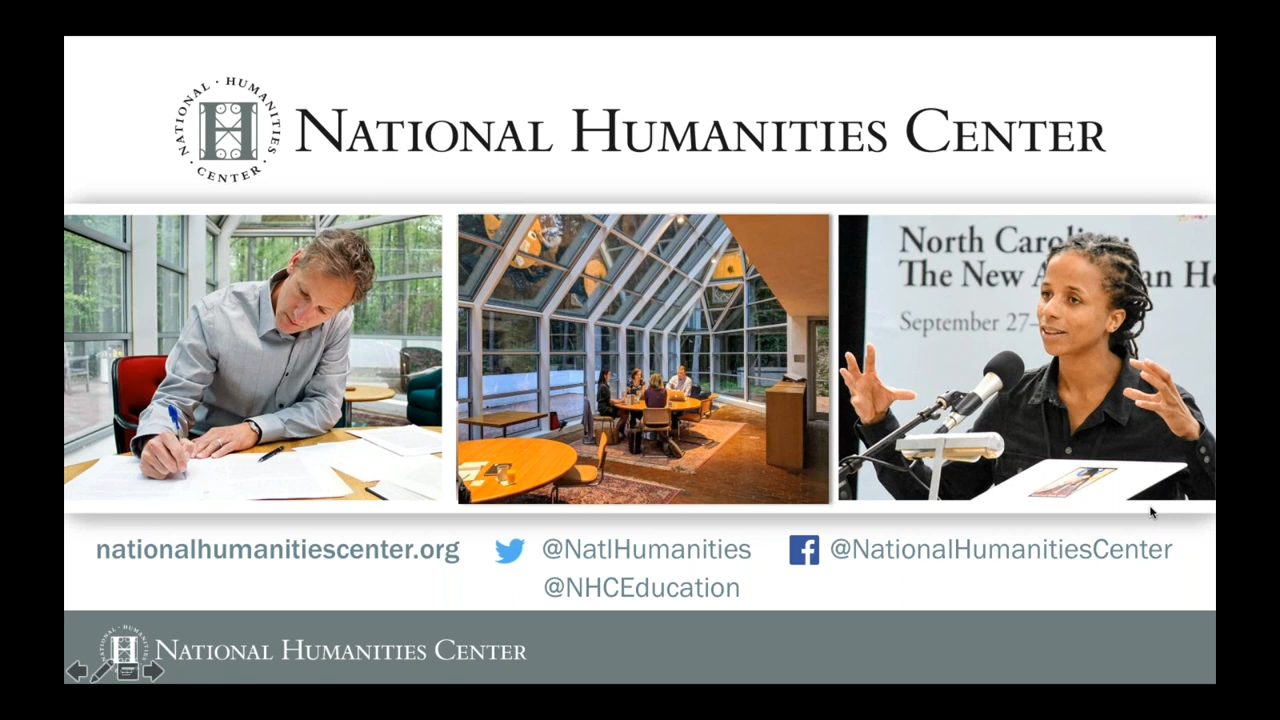 NATIONAL · HUMANITIES · CENTER ·
H
NATIONAL HUMANITIES CENTER
North Carolina:
The New A
an H
September 27–
nationalhumanitiescenter.org
@NatlHumanities
@NHCEducation
@NationalHumanitiesCenter
NATIONAL HUMANITIES CENTER